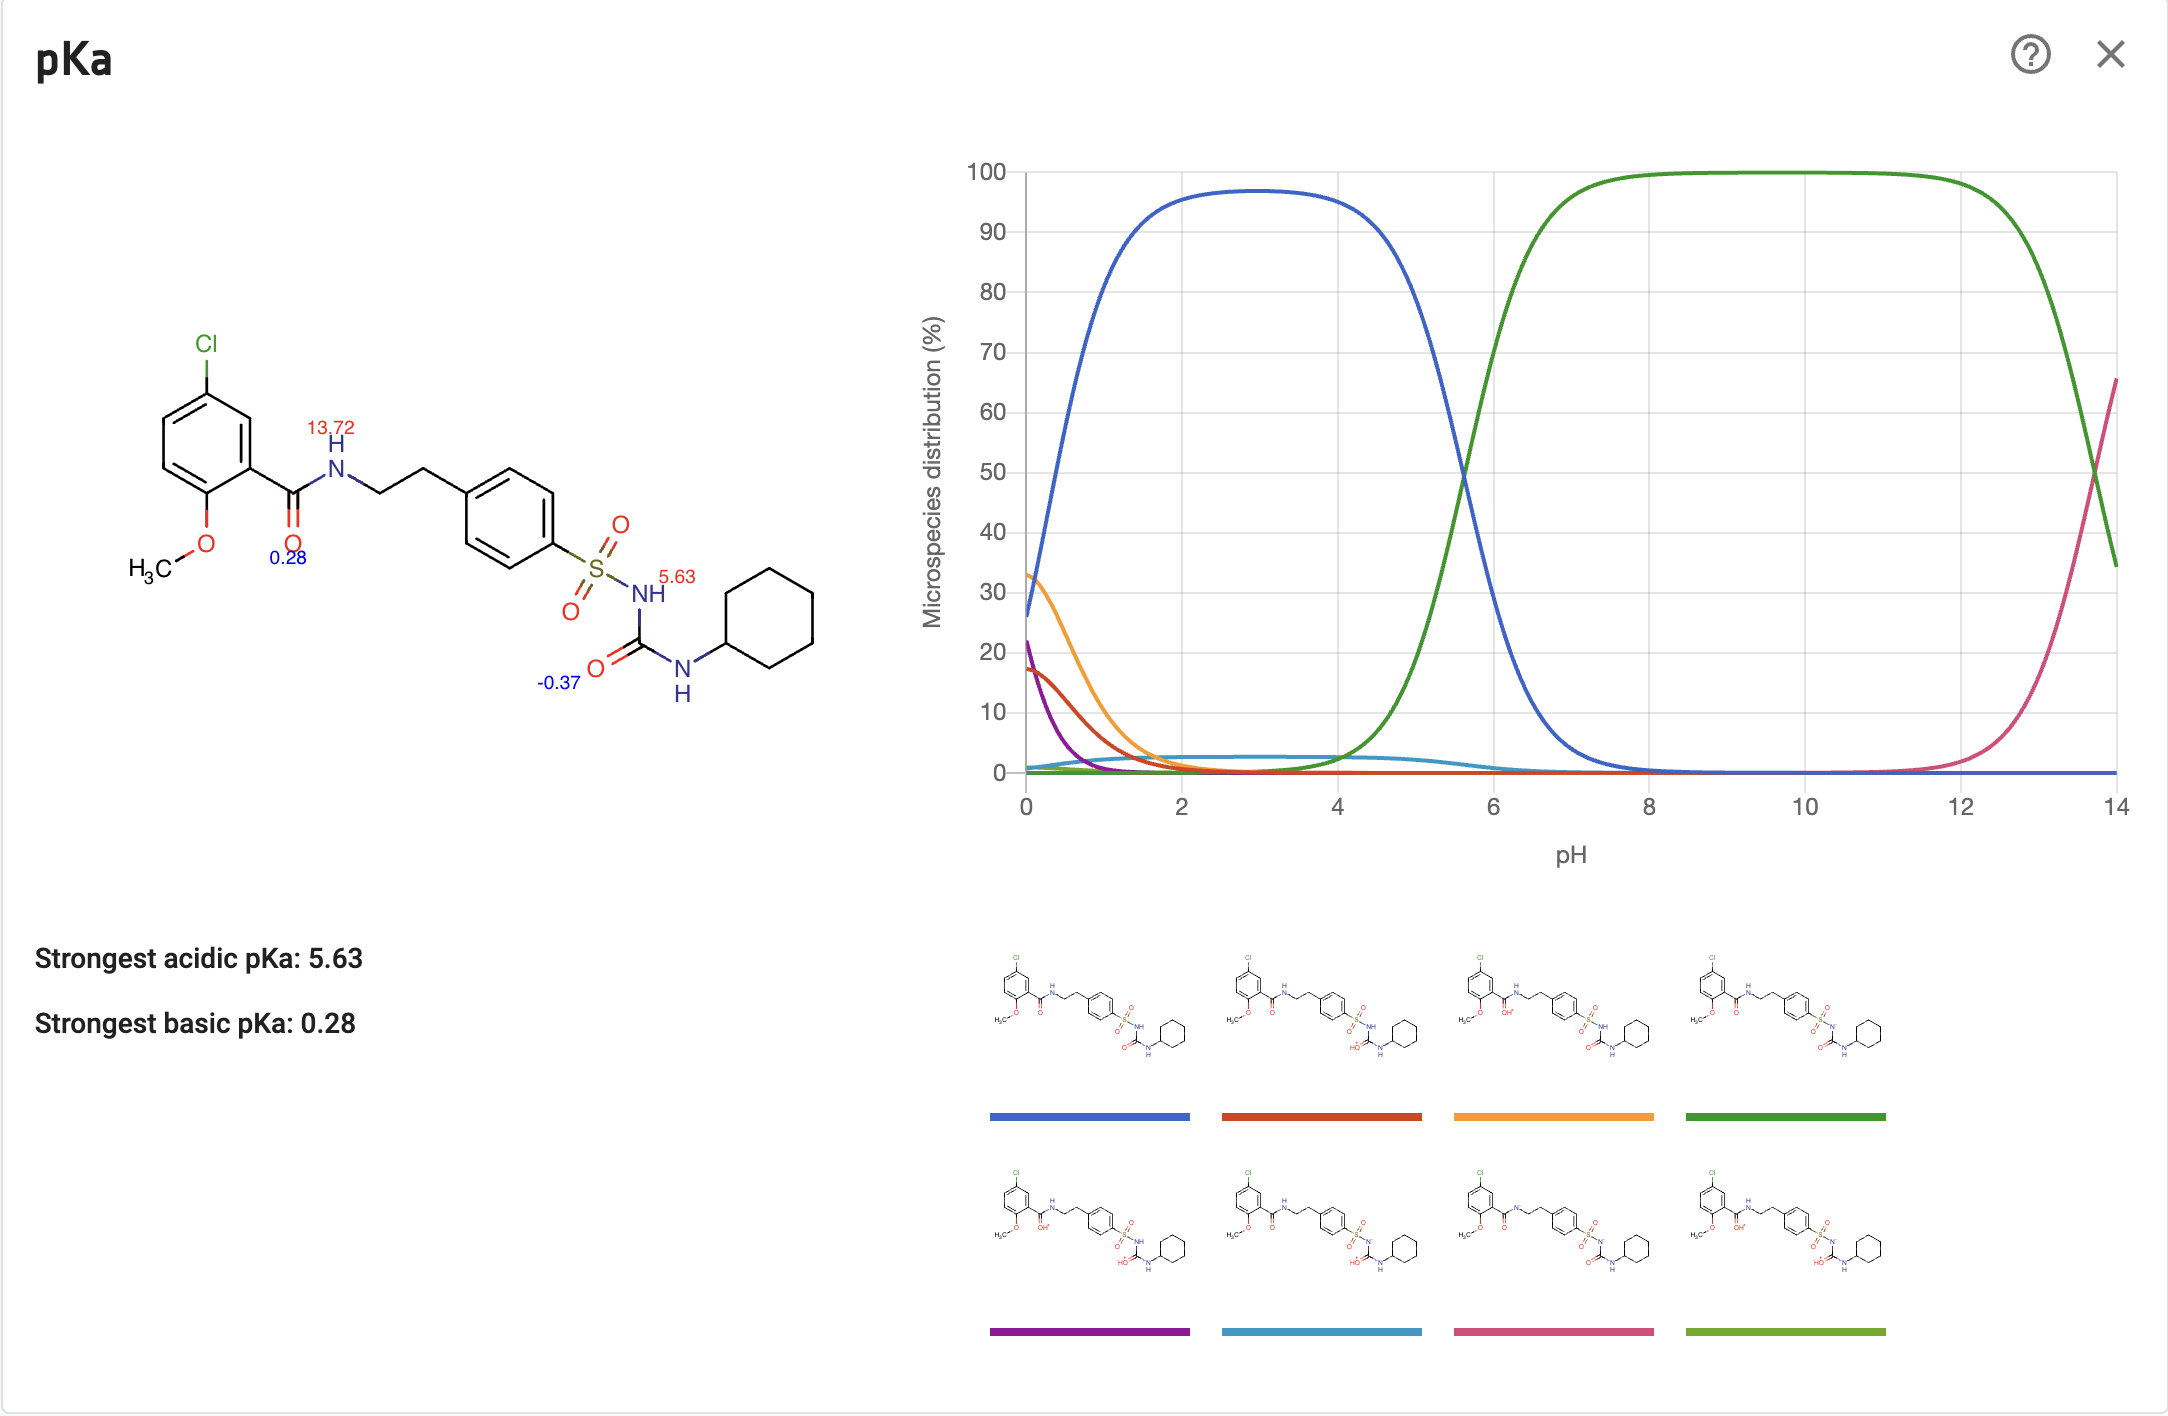 pKa
Cl
13.72
H
N
O
0.28
O
H₃C
O
S
O
NH
5.63
O
-0.37
N
H
Microspecies distribution (%)
100
90
80
70
60
50
40
30
20
10
0
0 2 4 6 8 10 12 14
pH
Strongest acidic pKa: 5.63
Strongest basic pKa: 0.28